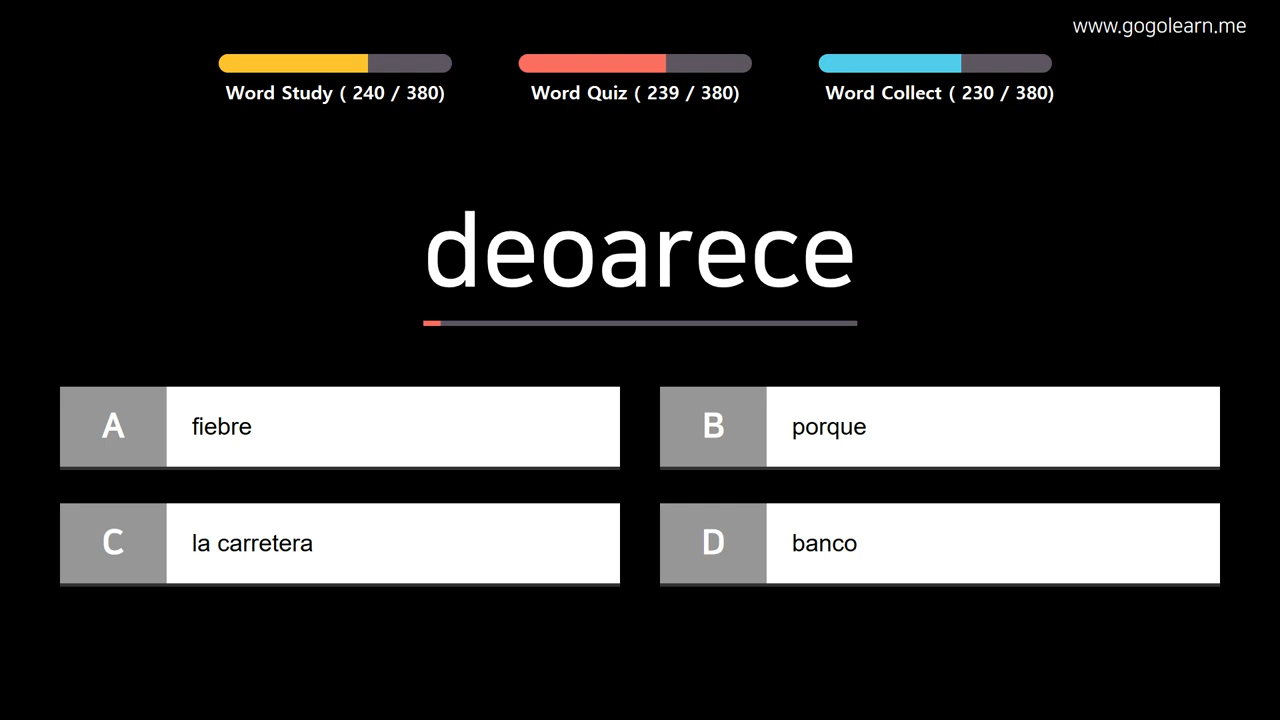 www.gogolearn.me
Word Study ( 240 / 380)
Word Quiz ( 239 / 380)
Word Collect ( 230 / 380)
deoarece
A fiebre
B porque
C la carretera
D banco